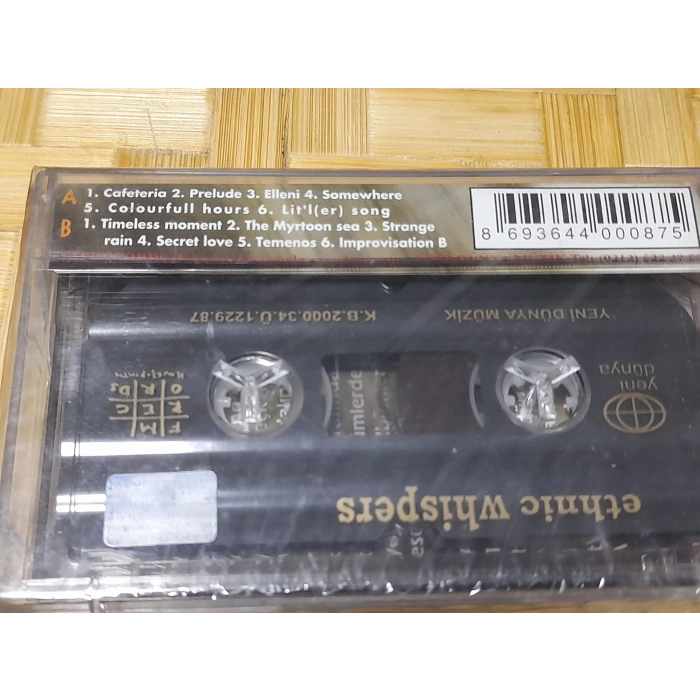 A 1. Cafeteria 2. Prelude 3. Elleni 4. Somewhere
5. Colourfull hours 6. Lit'l(er) song
B 1. Timeless moment 2. The Myrtoon sea 3. Strange
rain 4. Secret love 5. Temenos 6. Improvisation B
8 693644 000875
YENİ DÜNYA MÜZİK
K.B.2000.34.Ü.1229.87
yeni
dünya
umlerde
ethnic whispers